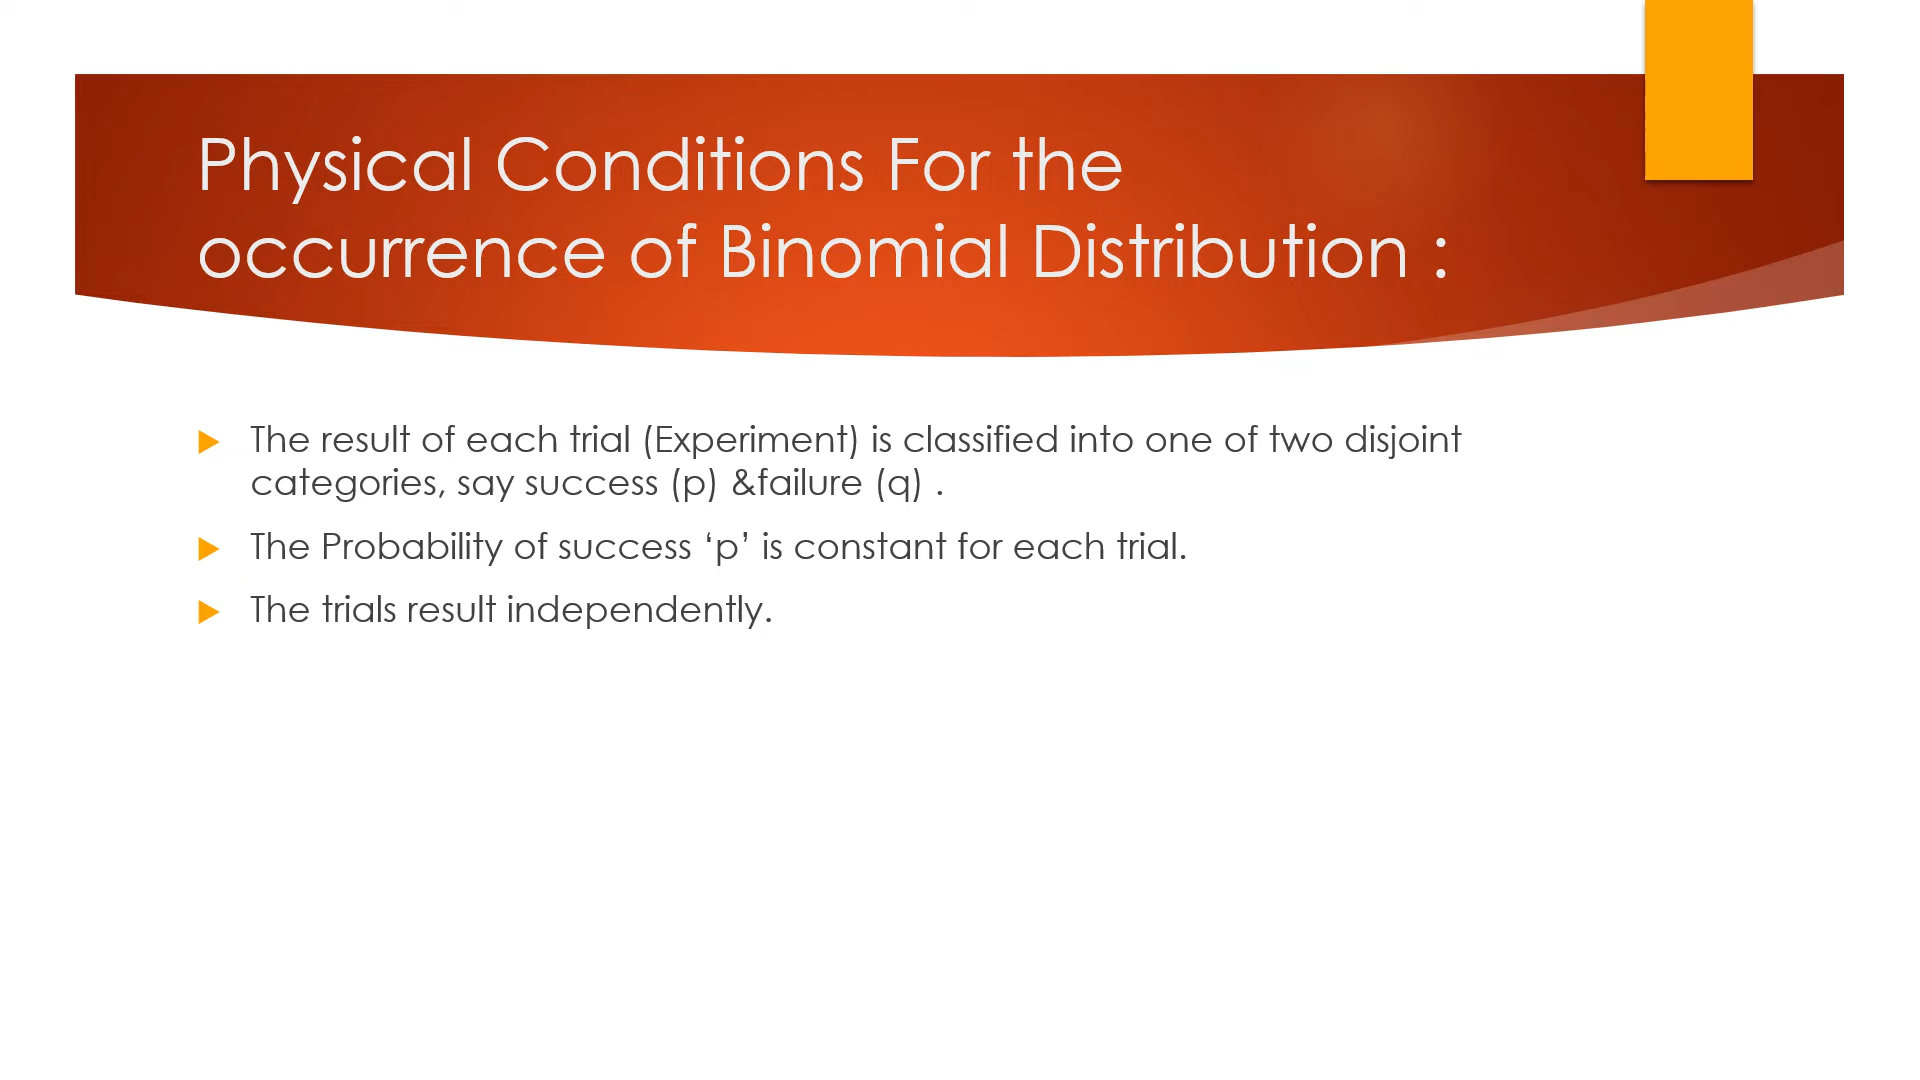 Physical Conditions For the
occurrence of Binomial Distribution :
The result of each trial (Experiment) is classified into one of two disjoint
categories, say success (p) &failure (q) .
The Probability of success ‘p’ is constant for each trial.
The trials result independently.